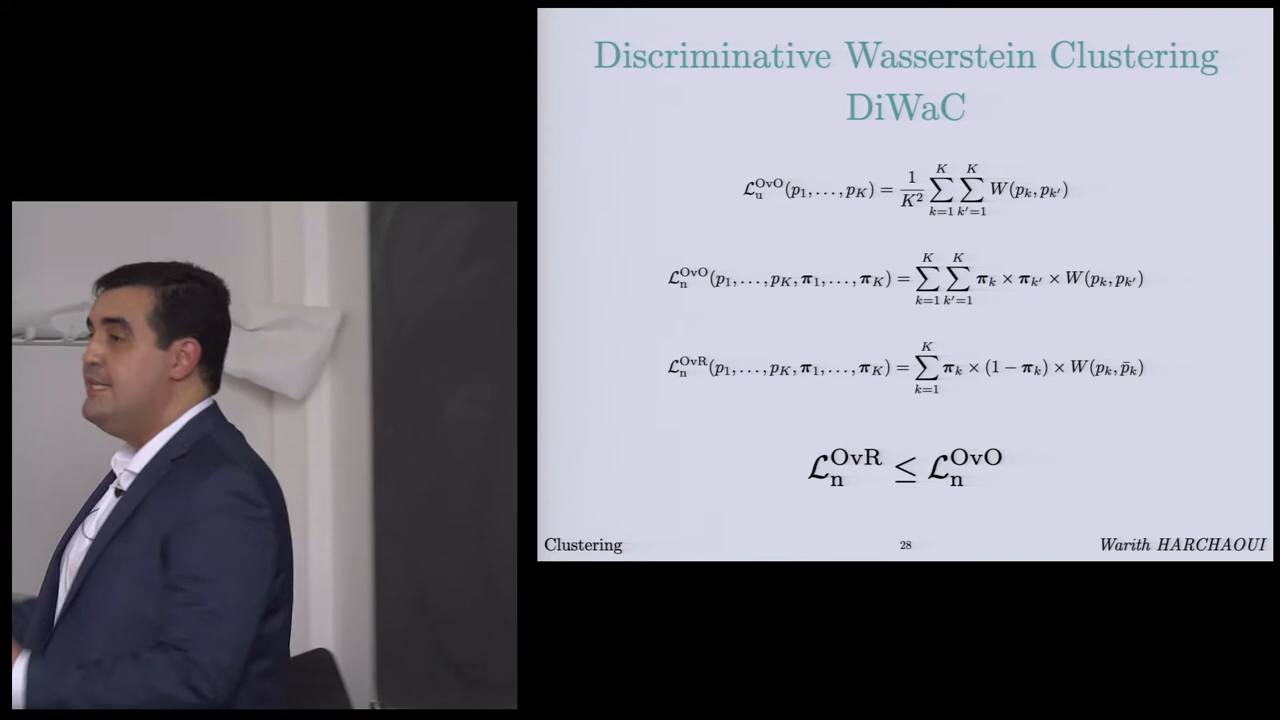 Discriminative Wasserstein Clustering
DiWaC
$\mathcal{L}_{\mathrm{u}}^{\mathrm{OvO}}(p_1, \ldots, p_K) = \frac{1}{K^2} \sum_{k=1}^{K} \sum_{k'=1}^{K} W(p_k, p_{k'})$
$\mathcal{L}_{\mathrm{n}}^{\mathrm{OvO}}(p_1, \ldots, p_K, \boldsymbol{\pi}_1, \ldots, \boldsymbol{\pi}_K) = \sum_{k=1}^{K} \sum_{k'=1}^{K} \boldsymbol{\pi}_k \times \boldsymbol{\pi}_{k'} \times W(p_k, p_{k'})$
$\mathcal{L}_{\mathrm{n}}^{\mathrm{OvR}}(p_1, \ldots, p_K, \boldsymbol{\pi}_1, \ldots, \boldsymbol{\pi}_K) = \sum_{k=1}^{K} \boldsymbol{\pi}_k \times (1 - \boldsymbol{\pi}_k) \times W(p_k, \bar{p}_k)$
$\mathcal{L}_{\mathrm{n}}^{\mathrm{OvR}} \leq \mathcal{L}_{\mathrm{n}}^{\mathrm{OvO}}$
Clustering 28 Warith HARCHAOUI